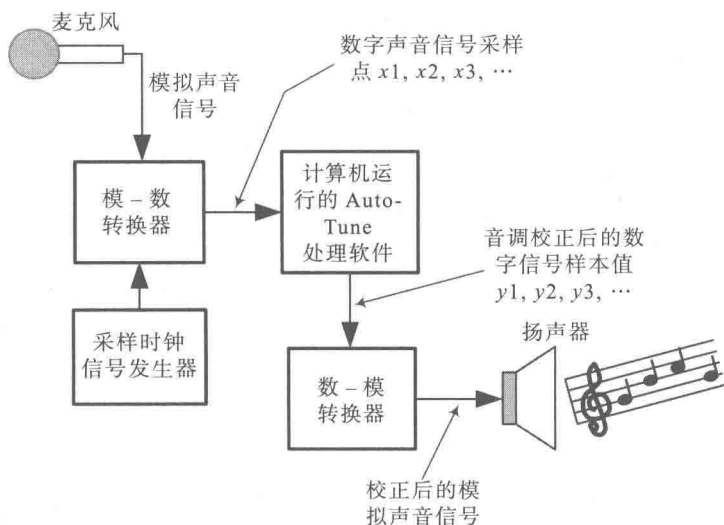 麦克风
模拟声音
信号
数字声音信号采样
点 x1, x2, x3, …
模－数
转换器
计算机运
行的 Auto-
Tune
处理软件
采样时钟
信号发生器
音调校正后的数
字信号样本值
y1, y2, y3, …
扬声器
数－模
转换器
校正后的模
拟声音信号